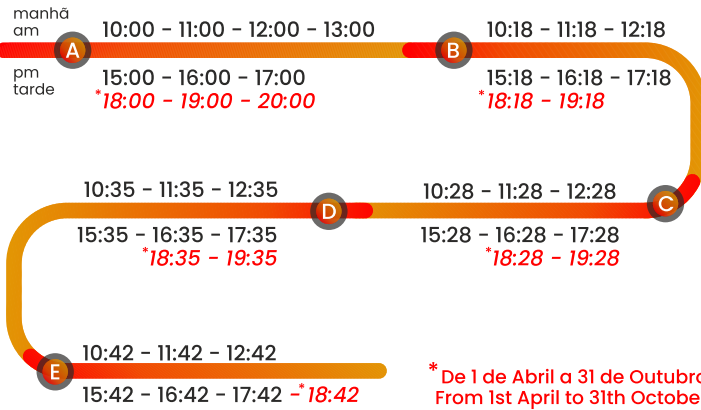 manhã
am
10:00 - 11:00 - 12:00 - 13:00
10:18 - 11:18 - 12:18
A
B
pm
tarde
15:00 - 16:00 - 17:00
*18:00 - 19:00 - 20:00
15:18 - 16:18 - 17:18
*18:18 - 19:18
10:35 - 11:35 - 12:35
10:28 - 11:28 - 12:28
D
C
15:35 - 16:35 - 17:35
*18:35 - 19:35
15:28 - 16:28 - 17:28
*18:28 - 19:28
10:42 - 11:42 - 12:42
E
15:42 - 16:42 - 17:42 -*18:42
*De 1 de Abril a 31 de Outubro
From 1st April to 31th Octobe